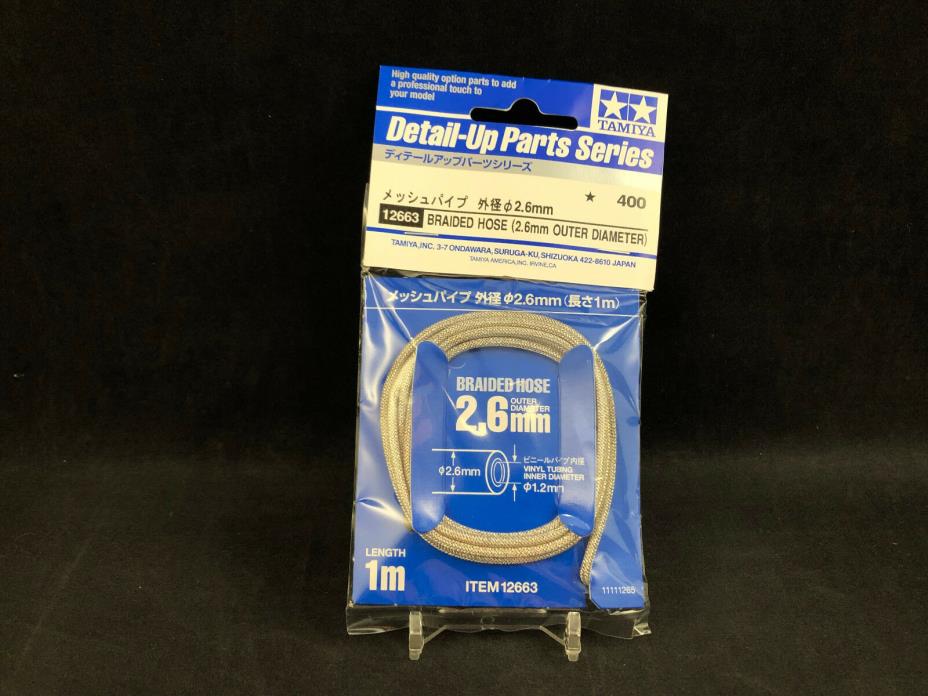 High quality option parts to add
a professional touch to
your model
TAMIYA
Detail-Up Parts Series
ディテールアップパーツシリーズ
メッシュパイプ 外径φ2.6mm ★ 400
12663 BRAIDED HOSE (2.6mm OUTER DIAMETER)
TAMIYA,INC. 3-7 ONDAWARA, SURUGA-KU, SHIZUOKA 422-8610 JAPAN
TAMIYA AMERICA,INC. IRVINE,CA
メッシュパイプ 外径φ2.6mm(長さ1m)
BRAIDED HOSE
2.6mm OUTER
DIAMETER
ビニールパイプ内径
φ2.6mm VINYL TUBING
INNER DIAMETER
φ1.2mm
LENGTH
1m
ITEM 12663
11111265